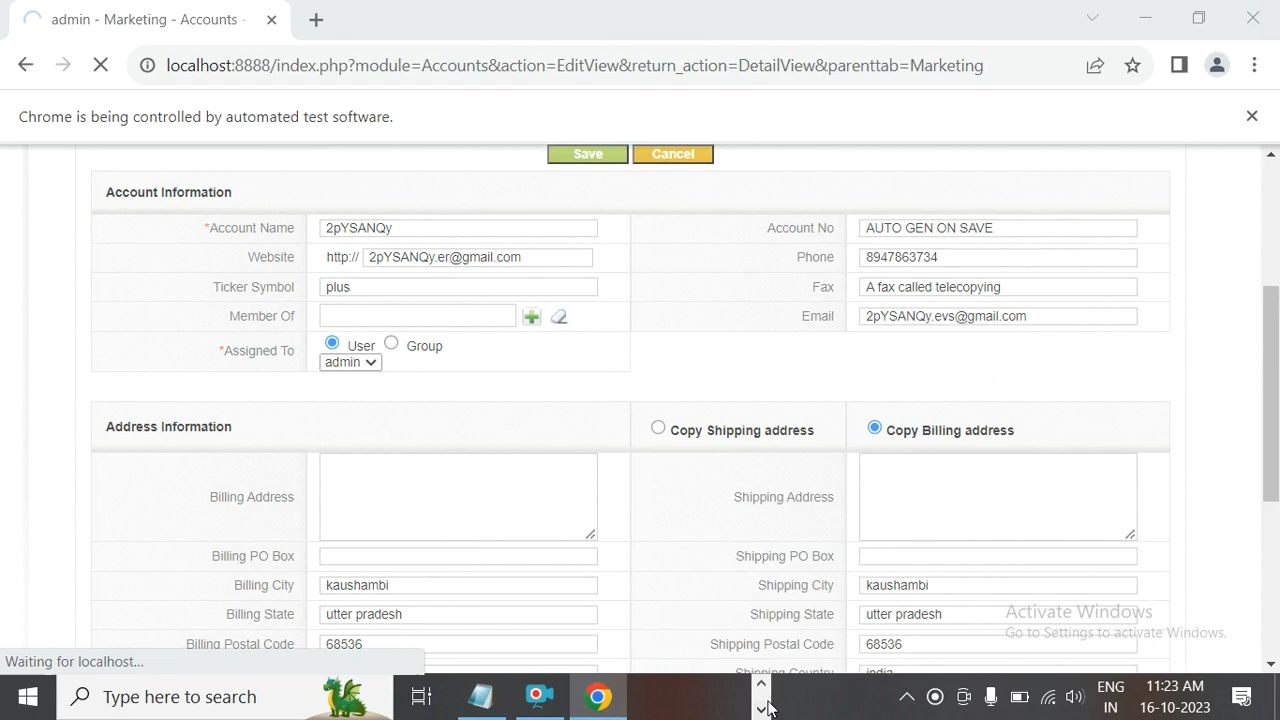 admin - Marketing - Accounts -
localhost:8888/index.php?module=Accounts&action=EditView&return_action=DetailView&parenttab=Marketing
Chrome is being controlled by automated test software.
Save Cancel
Account Information
*Account Name 2pYSANQy Account No AUTO GEN ON SAVE
Website http:// 2pYSANQy.er@gmail.com Phone 8947863734
Ticker Symbol plus Fax A fax called telecopying
Member Of Email 2pYSANQy.evs@gmail.com
*Assigned To User Group
admin
Address Information Copy Shipping address Copy Billing address
Billing Address Shipping Address
Billing PO Box Shipping PO Box
Billing City kaushambi Shipping City kaushambi
Billing State utter pradesh Shipping State utter pradesh
Activate Windows
Go to Settings to activate Windows.
Billing Postal Code 68536 Shipping Postal Code 68536
Waiting for localhost...
Shipping Country india
Type here to search
ENG 11:23 AM
IN 16-10-2023